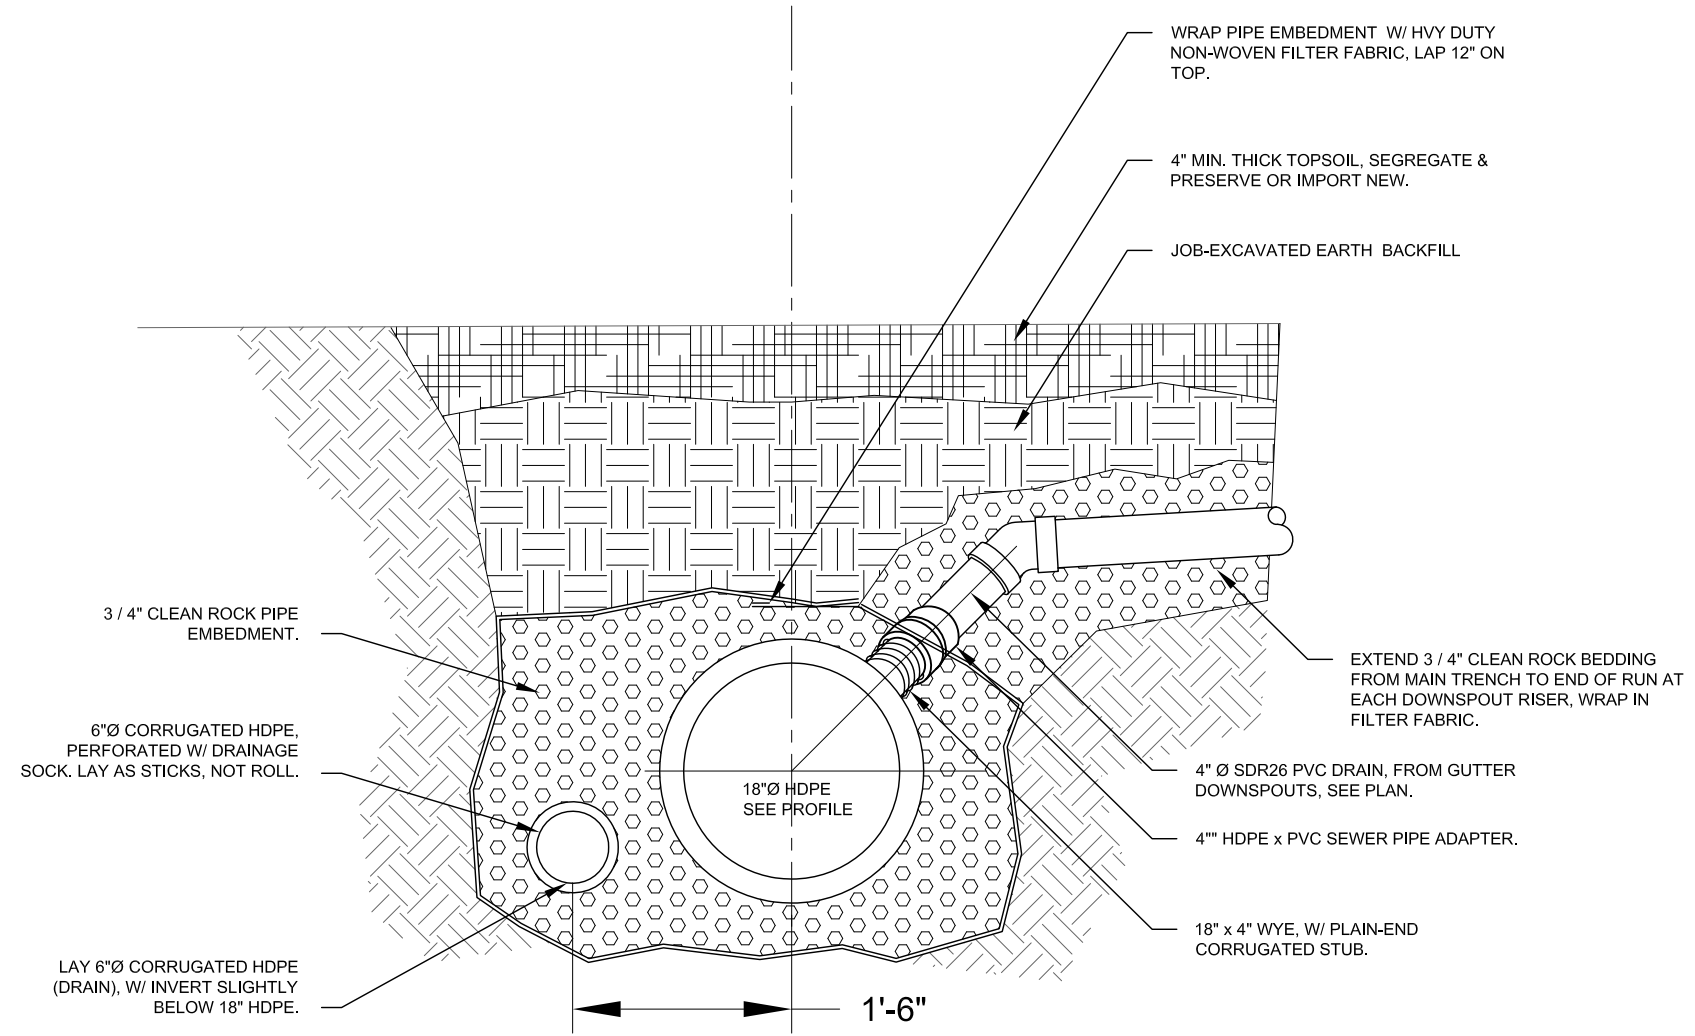 WRAP PIPE EMBEDMENT W/ HVY DUTY
NON-WOVEN FILTER FABRIC, LAP 12" ON
TOP.
4" MIN. THICK TOPSOIL, SEGREGATE &
PRESERVE OR IMPORT NEW.
JOB-EXCAVATED EARTH BACKFILL
3 / 4" CLEAN ROCK PIPE
EMBEDMENT.
6"Ø CORRUGATED HDPE,
PERFORATED W/ DRAINAGE
SOCK. LAY AS STICKS, NOT ROLL.
LAY 6"Ø CORRUGATED HDPE
(DRAIN), W/ INVERT SLIGHTLY
BELOW 18" HDPE.
18"Ø HDPE
SEE PROFILE
EXTEND 3 / 4" CLEAN ROCK BEDDING
FROM MAIN TRENCH TO END OF RUN AT
EACH DOWNSPOUT RISER, WRAP IN
FILTER FABRIC.
4" Ø SDR26 PVC DRAIN, FROM GUTTER
DOWNSPOUTS, SEE PLAN.
4"" HDPE x PVC SEWER PIPE ADAPTER.
18" x 4" WYE, W/ PLAIN-END
CORRUGATED STUB.
1'-6"